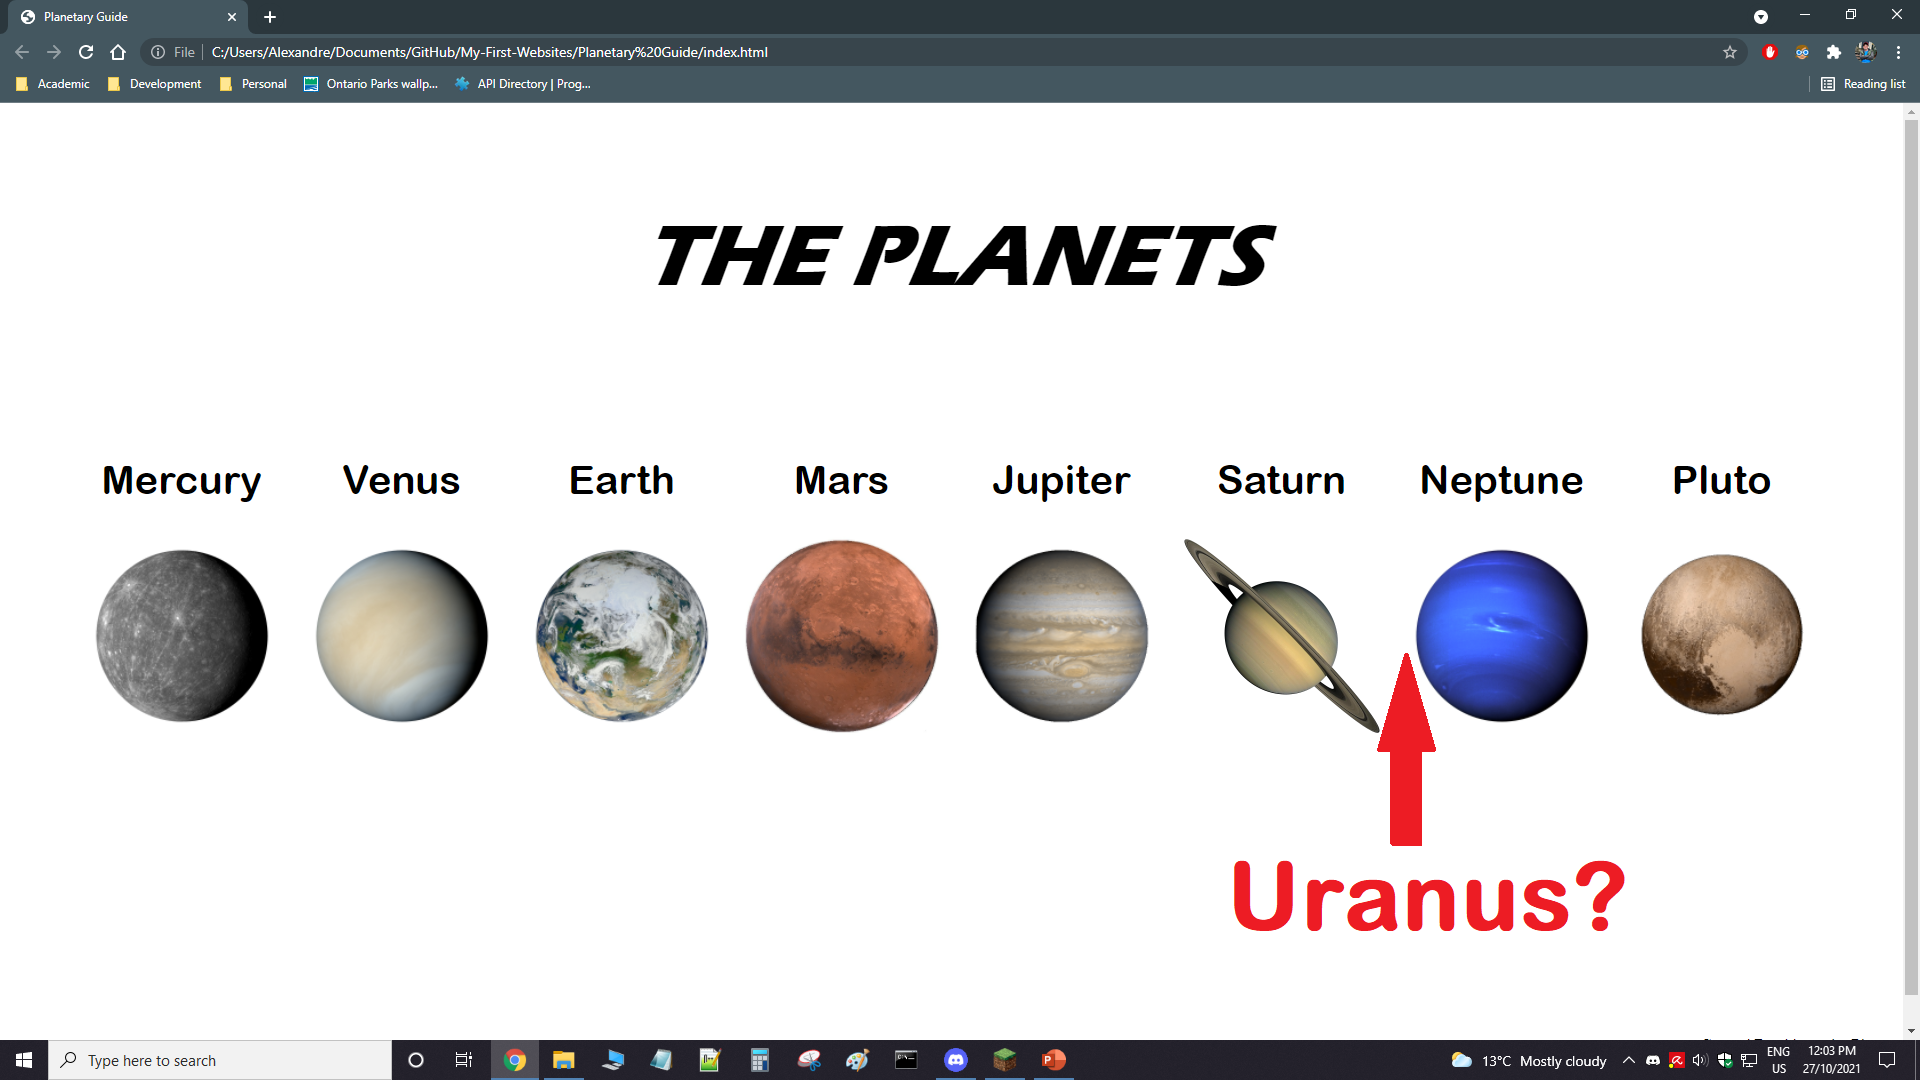 Planetary Guide
File
C:/Users/Alexandre/Documents/GitHub/My-First-Websites/Planetary%20Guide/index.html
Academic
Development
Personal
Ontario Parks wallp...
API Directory | Prog...
Reading list
THE PLANETS
Mercury
Venus
Earth
Mars
Jupiter
Saturn
Neptune
Pluto
Uranus?
Type here to search
13°C Mostly cloudy
ENG
US
12:03 PM
27/10/2021